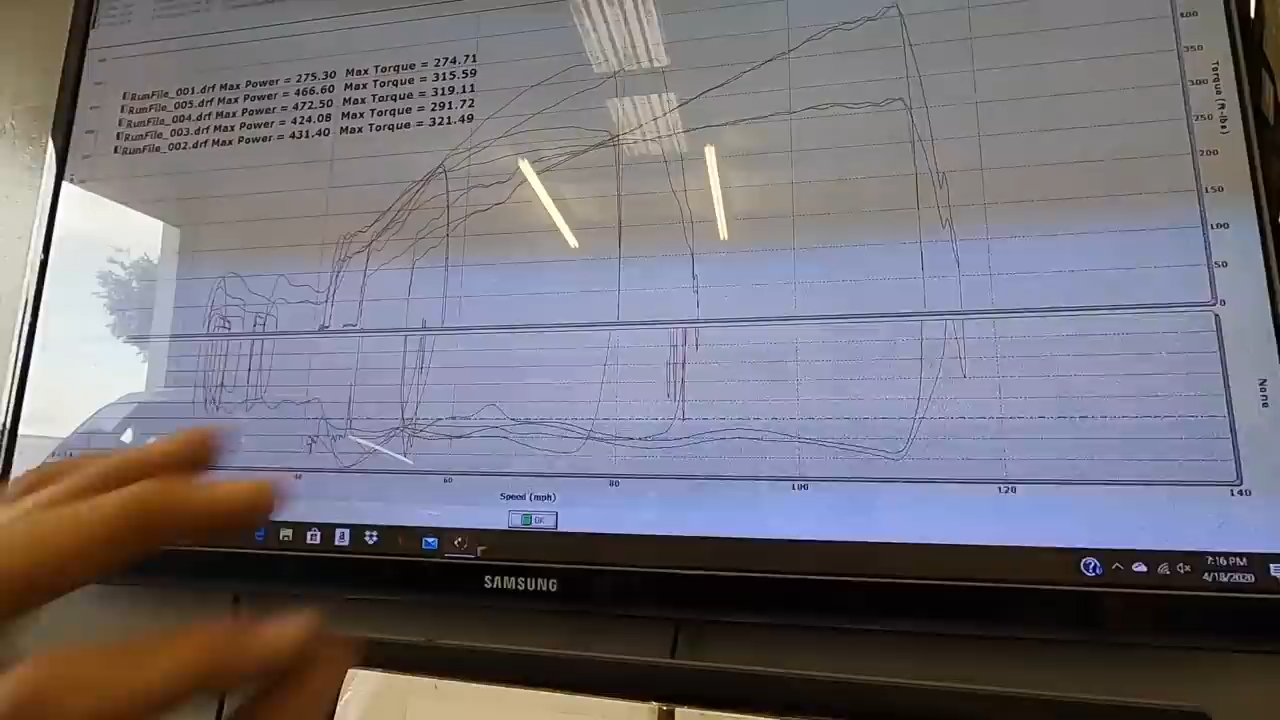 RunFile_001.drf Max Power = 275.30 Max Torque = 274.71
RunFile_005.drf Max Power = 466.60 Max Torque = 315.59
RunFile_004.drf Max Power = 472.50 Max Torque = 319.11
RunFile_003.drf Max Power = 424.08 Max Torque = 291.72
RunFile_002.drf Max Power = 431.40 Max Torque = 321.49
350
300
250
200
150
100
50
0
Torque (ft-lbs)
None
60
80
100
120
140
Speed (mph)
OK
7:16 PM
4/18/2020
SAMSUNG